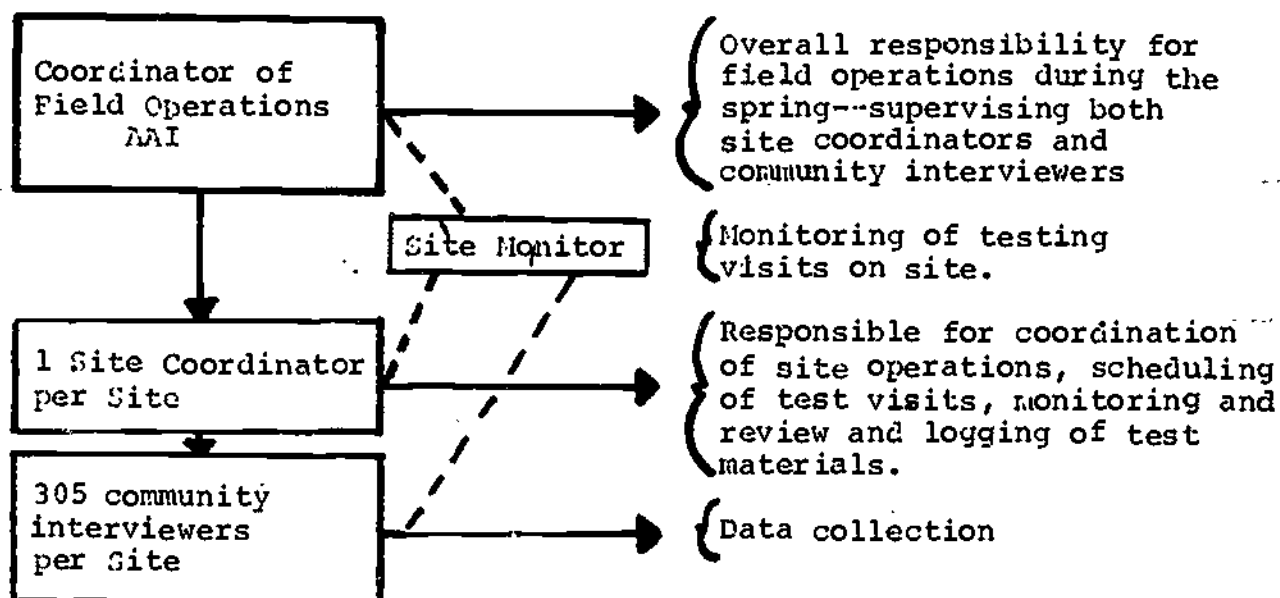 Coordinator of
Field Operations
AAI
Overall responsibility for
field operations during the
spring--supervising both
site coordinators and
community interviewers
Site Monitor
Monitoring of testing
visits on site.
1 Site Coordinator
per Site
Responsible for coordination
of site operations, scheduling
of test visits, monitoring and
review and logging of test
materials.
305 community
interviewers
per Site
Data collection